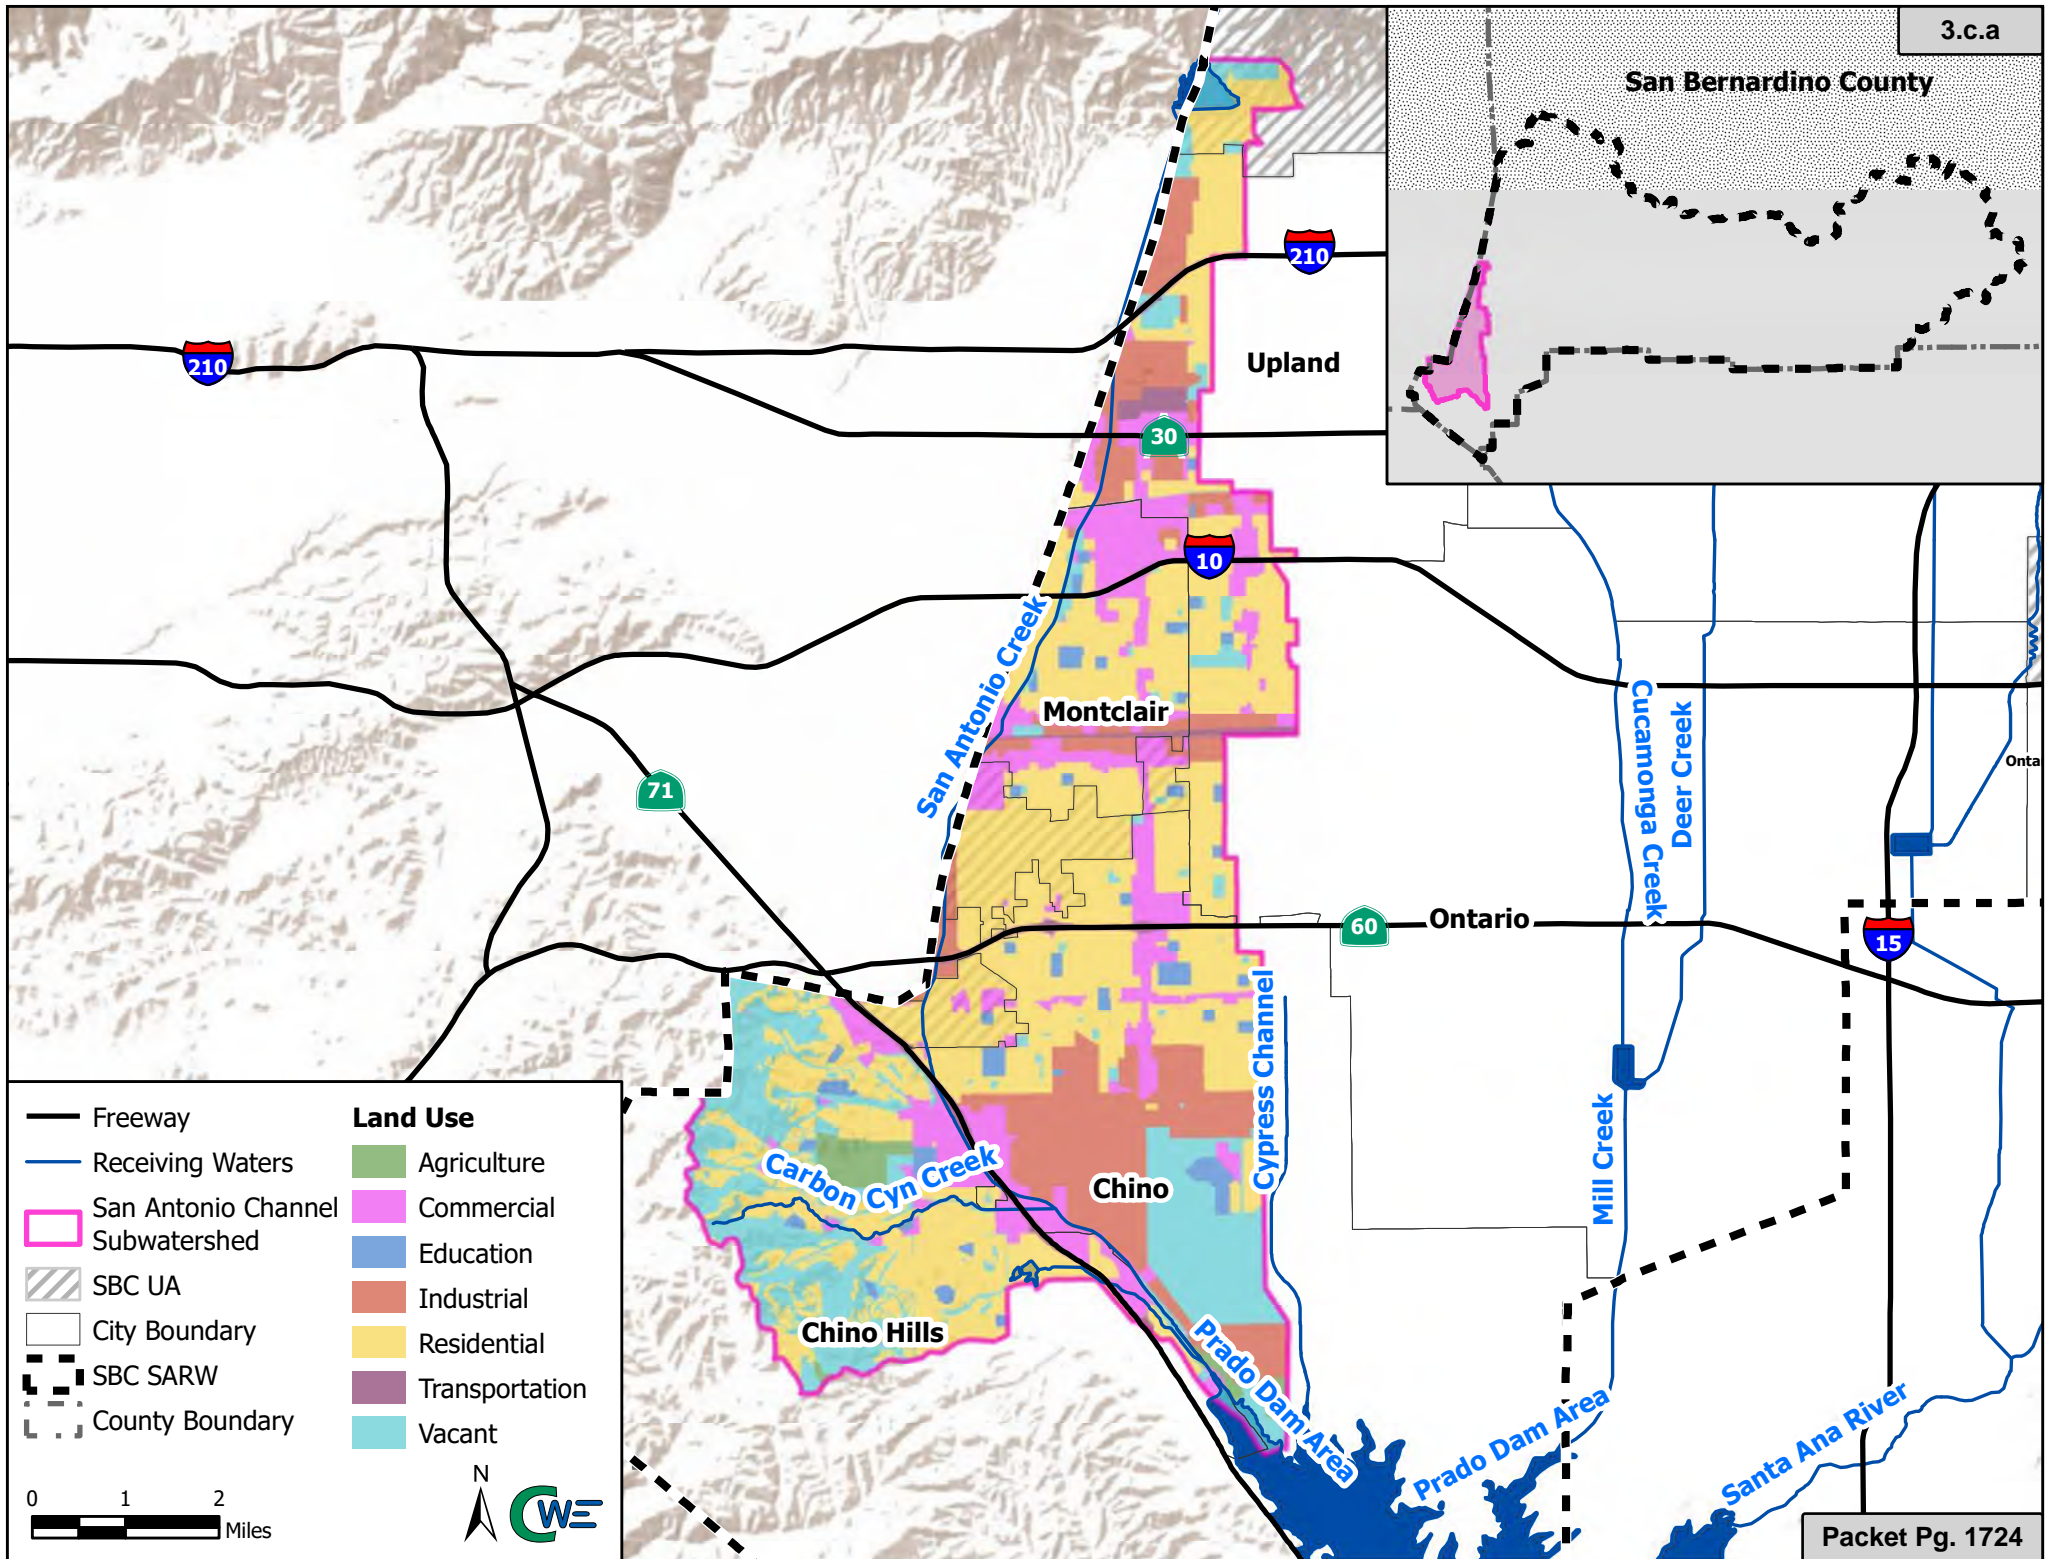 3.c.a
San Bernardino County
210
210
Upland
30
10
San Antonio Creek
Montclair
Cucamonga Creek
Deer Creek
Onta
71
60
Ontario
15
Cypress Channel
Mill Creek
Carbon Cyn Creek
Chino
Chino Hills
Prado Dam Area
Prado Dam Area
Santa Ana River
Freeway
Receiving Waters
San Antonio Channel
Subwatershed
SBC UA
City Boundary
SBC SARW
County Boundary
Land Use
Agriculture
Commercial
Education
Industrial
Residential
Transportation
Vacant
0 1 2
Miles
N
CWE
Packet Pg. 1724